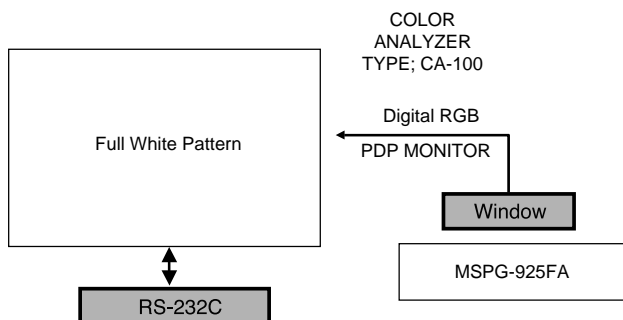 COLOR
ANALYZER
TYPE; CA-100
Digital RGB
Full White Pattern
PDP MONITOR
Window
MSPG-925FA
RS-232C